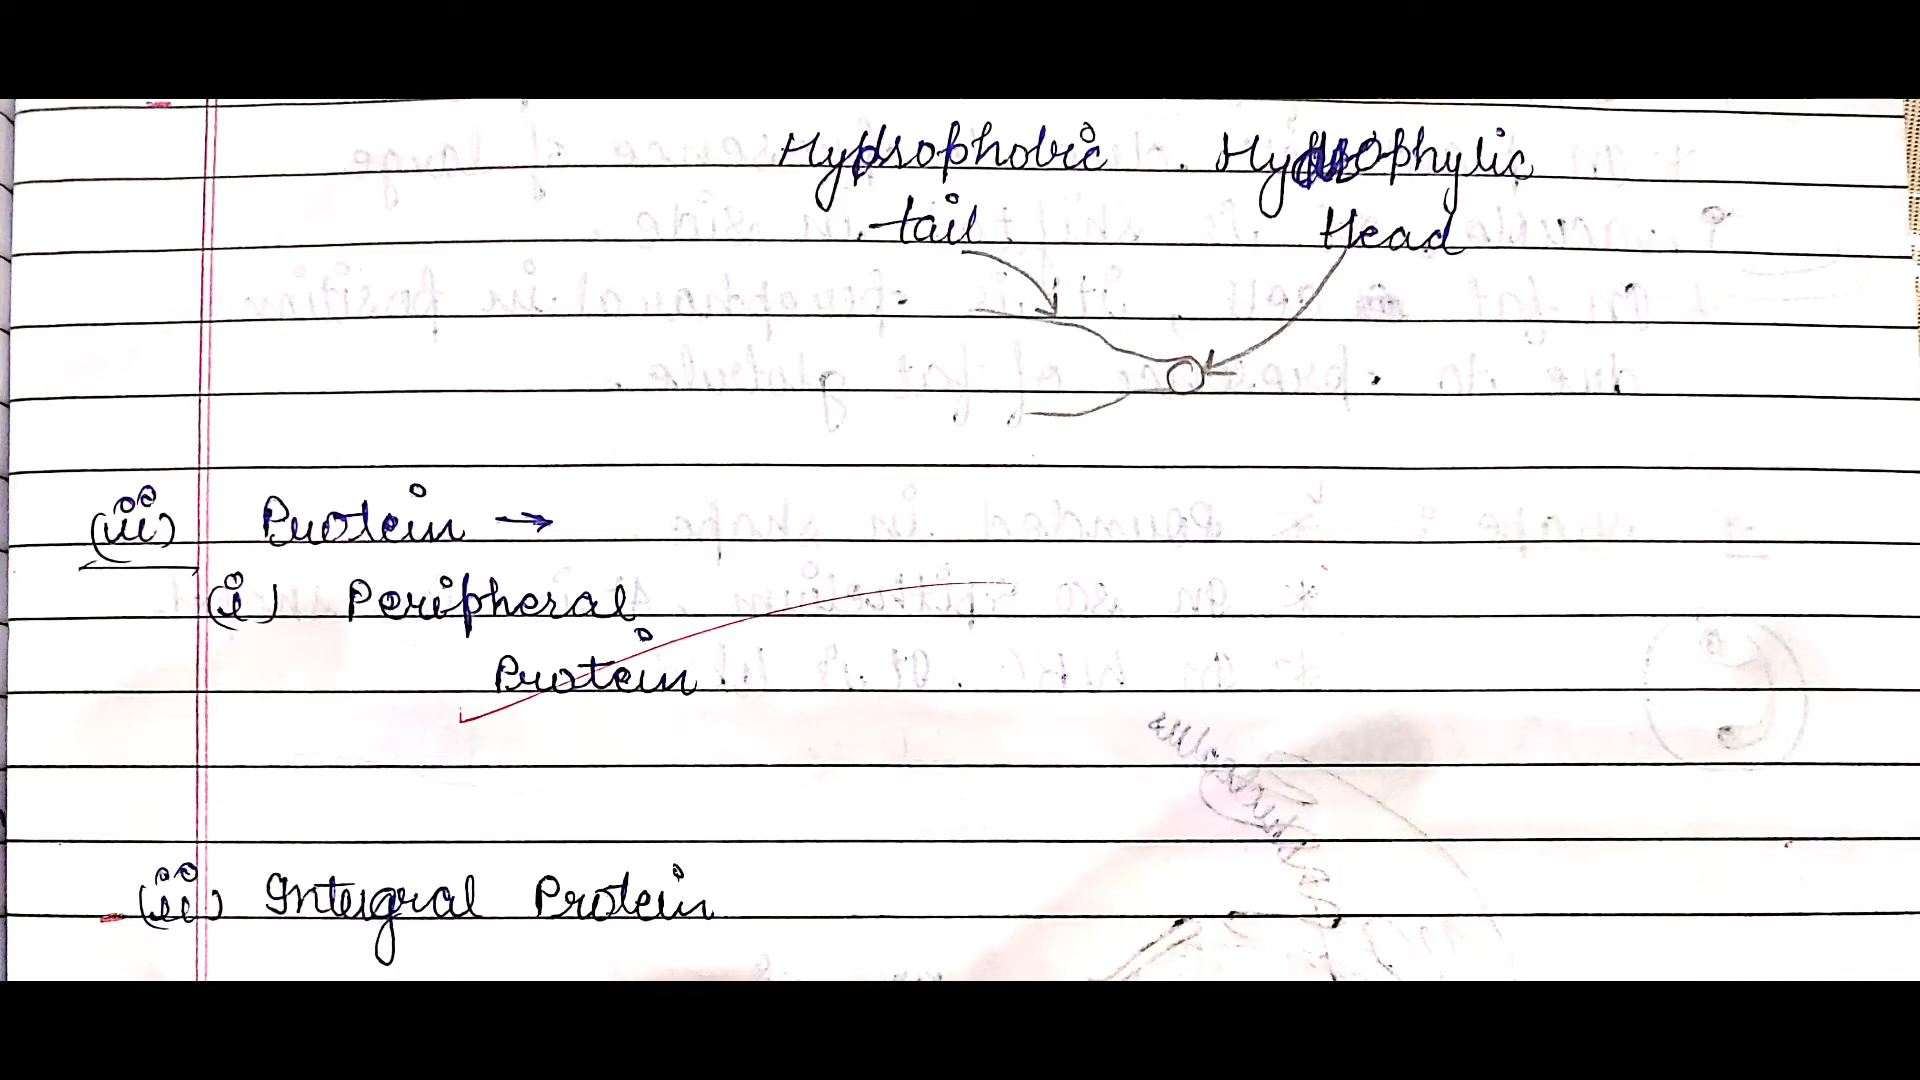 Hydrophobic Hydrophylic
tail Head
(iii) Protein →
(i) Peripheral
Protein
(ii) Integral Protein